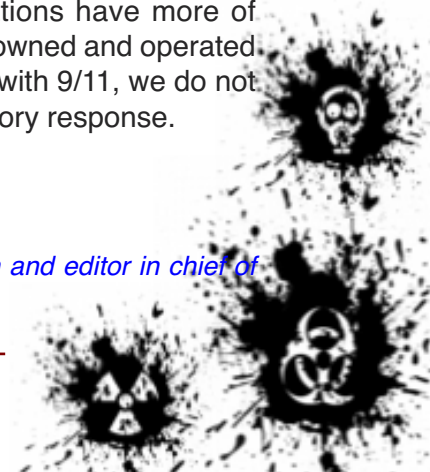 tions have more of
owned and operated
with 9/11, we do not
ory response.
and editor in chief of